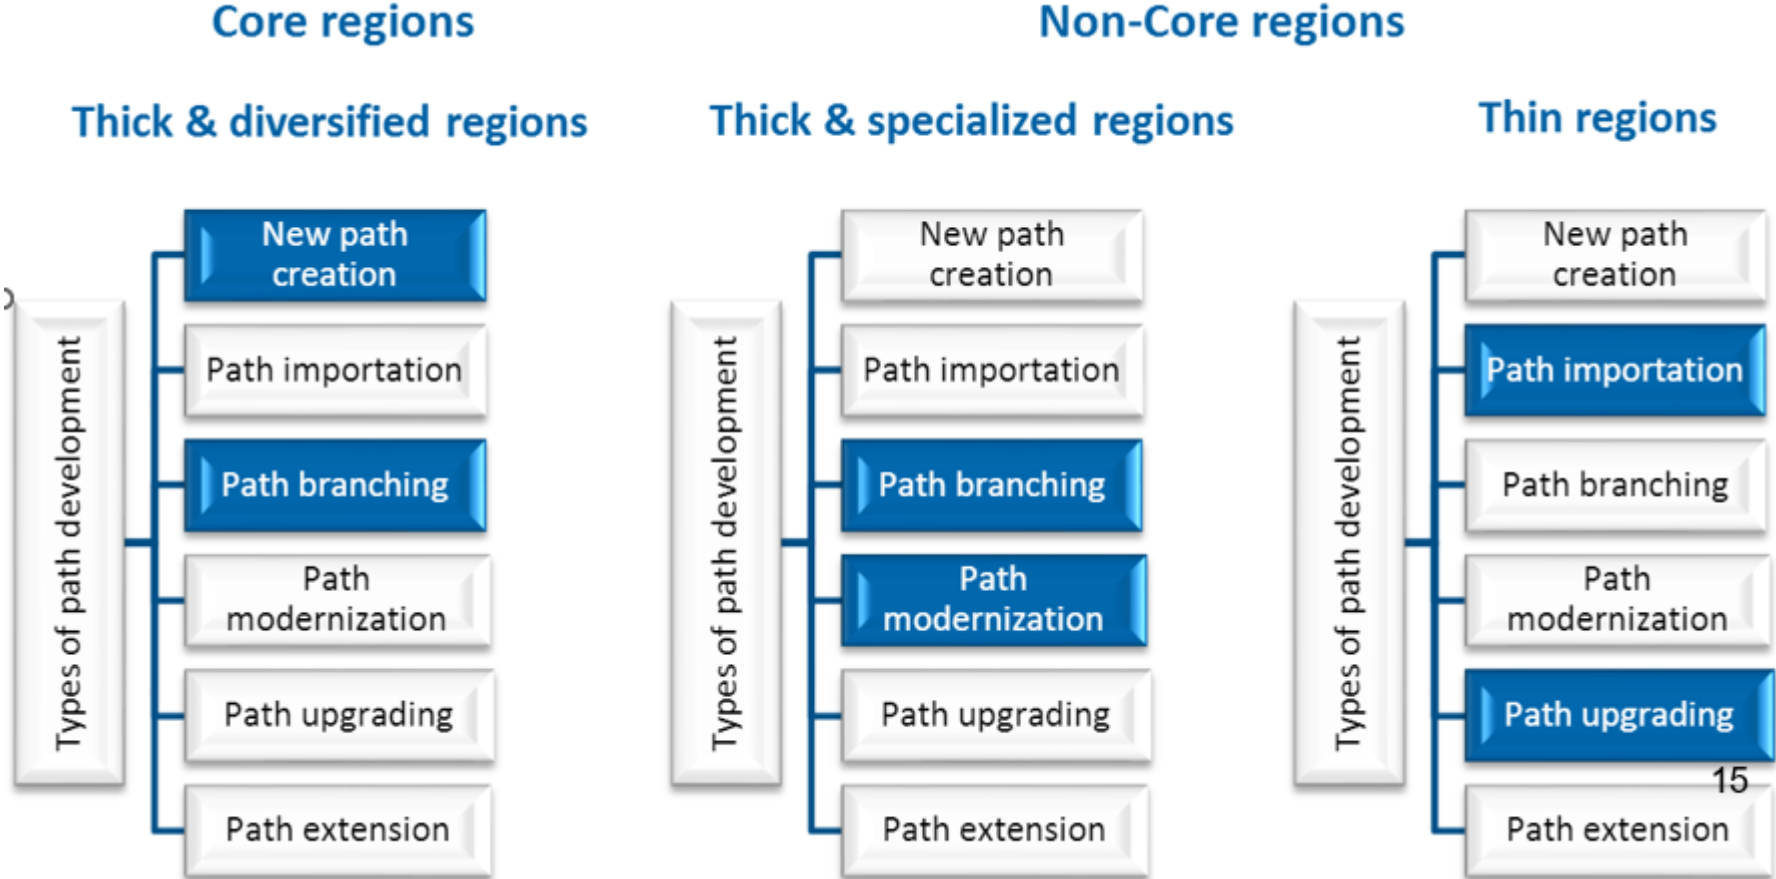 Core regions
Non-Core regions
Thick & diversified regions
Thick & specialized regions
Thin regions
Types of path development
New path
creation
Path importation
Path branching
Path
modernization
Path upgrading
Path extension
Types of path development
New path
creation
Path importation
Path branching
Path
modernization
Path upgrading
Path extension
Types of path development
New path
creation
Path importation
Path branching
Path
modernization
Path upgrading
15
Path extension